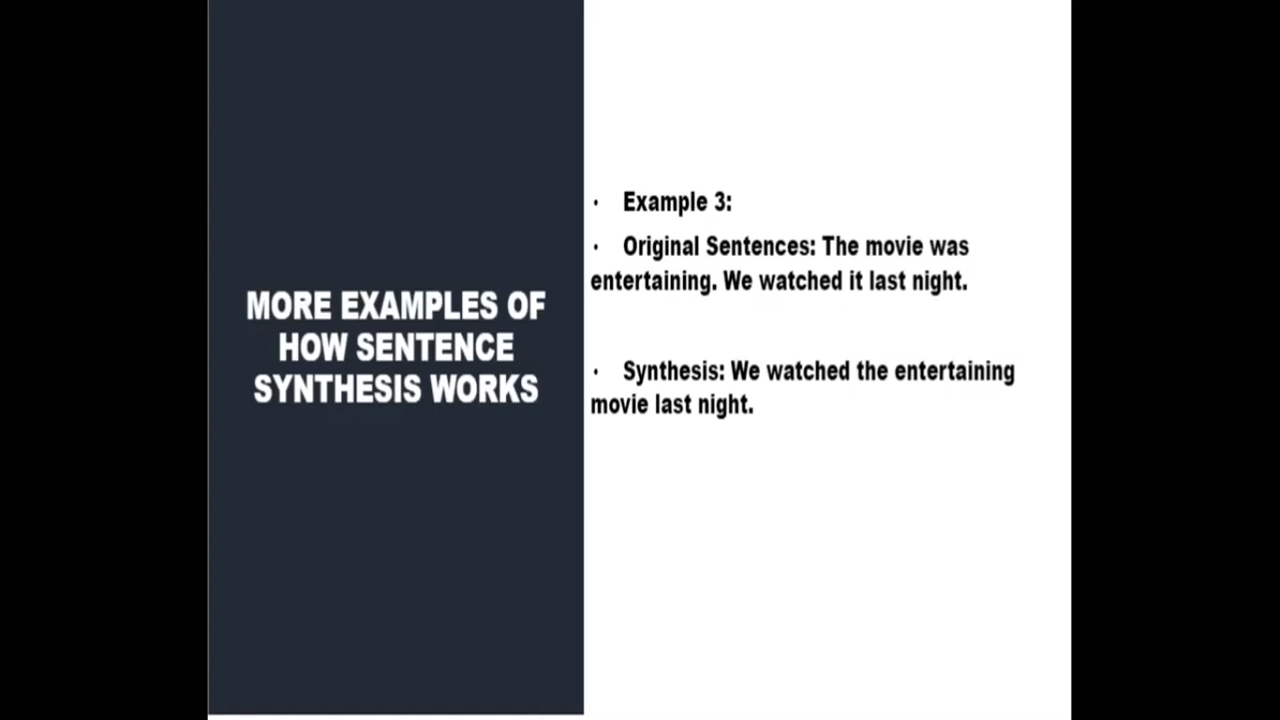 MORE EXAMPLES OF
HOW SENTENCE
SYNTHESIS WORKS
• Example 3:
• Original Sentences: The movie was
entertaining. We watched it last night.
• Synthesis: We watched the entertaining
movie last night.